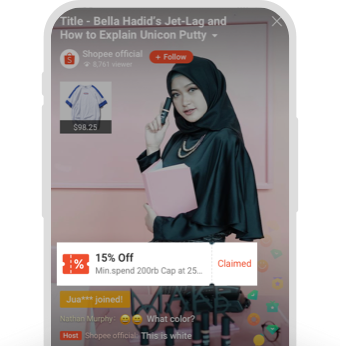 Title - Bella Hadid's Jet-Lag and
How to Explain Unicon Putty
Shopee official
8,761 viewer
+ Follow
$98.25
%
15% Off
Min.spend 200rb Cap at 25...
Claimed
Jus*** joined!
Nathan Murphy 😄😄 What color?
Host Shopee official: This is white